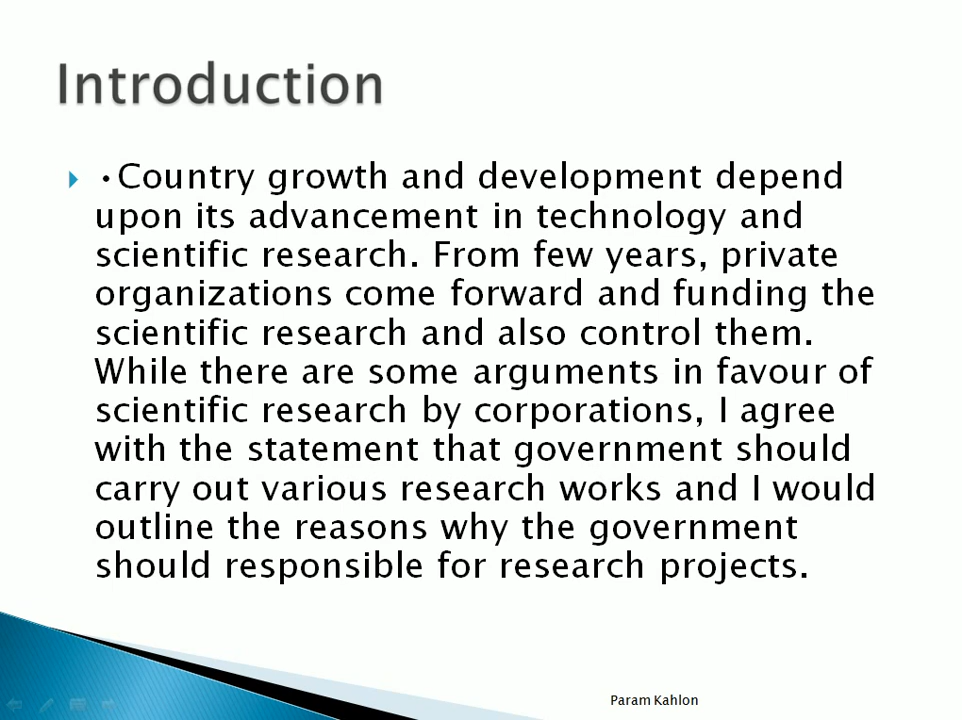 Introduction
•Country growth and development depend
upon its advancement in technology and
scientific research. From few years, private
organizations come forward and funding the
scientific research and also control them.
While there are some arguments in favour of
scientific research by corporations, I agree
with the statement that government should
carry out various research works and I would
outline the reasons why the government
should responsible for research projects.
Param Kahlon